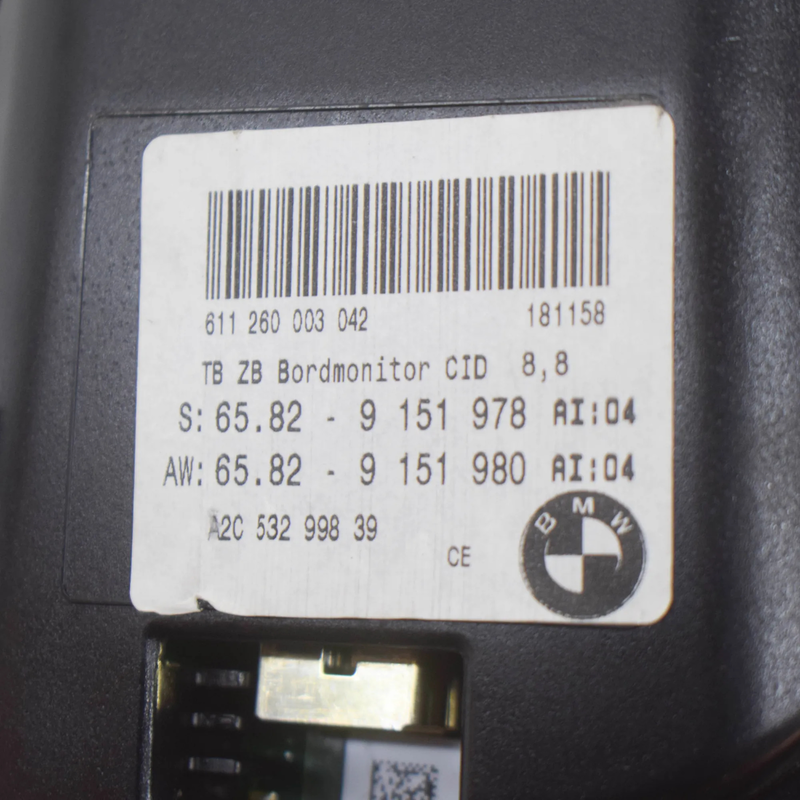 611 260 003 042 181158
TB ZB Bordmonitor CID 8,8
S: 65.82 - 9 151 978 AI:04
AW: 65.82 - 9 151 980 AI:04
A2C 532 998 39
CE
BMW